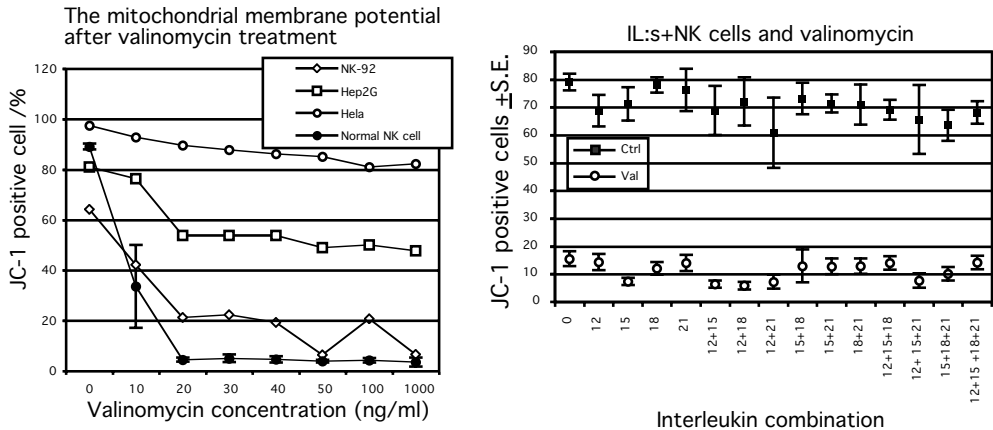 The mitochondrial membrane potential
after valinomycin treatment
120
100
80
60
40
20
0
JC-1 positive cell /%
NK-92
Hep2G
Hela
Normal NK cell
0 10 20 30 40 50 100 1000
Valinomycin concentration (ng/ml)
IL:s+NK cells and valinomycin
90
80
70
60
50
40
30
20
10
0
JC-1 positive cells ±S.E.
Ctrl
Val
0
12
15
18
21
12+15
12+18
12+21
15+18
15+21
18+21
12+15+18
12+ 15+21
15+18+21
12+15 +18+21
Interleukin combination